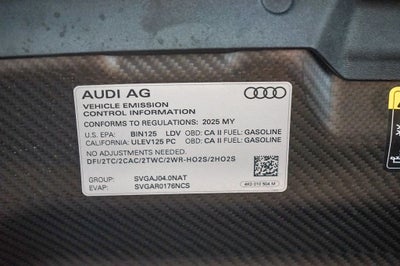 AUDI AG
VEHICLE EMISSION
CONTROL INFORMATION
CONFORMS TO REGULATIONS: 2025 MY
U.S. EPA: BIN125 LDV OBD: CA II FUEL: GASOLINE
CALIFORNIA: ULEV125 PC OBD: CA II FUEL: GASOLINE
NO ADJUSTMENTS NEEDED.
DFI/2TC/2CAC/2TWC/2WR-HO2S/2HO2S
GROUP: SVGAJ04.0NAT
EVAP: SVGAR0176NCS